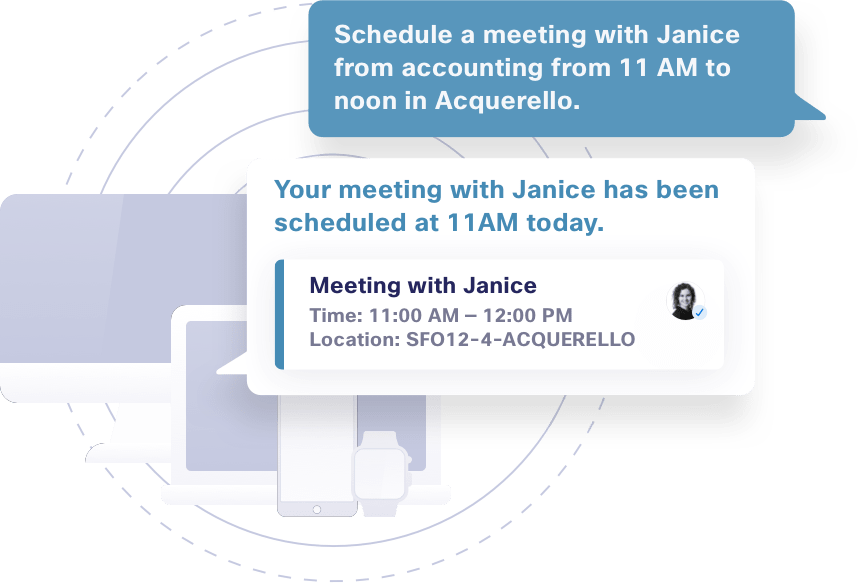 Schedule a meeting with Janice
from accounting from 11 AM to
noon in Acquerello.
Your meeting with Janice has been
scheduled at 11AM today.
Meeting with Janice
Time: 11:00 AM – 12:00 PM
Location: SFO12-4-ACQUERELLO